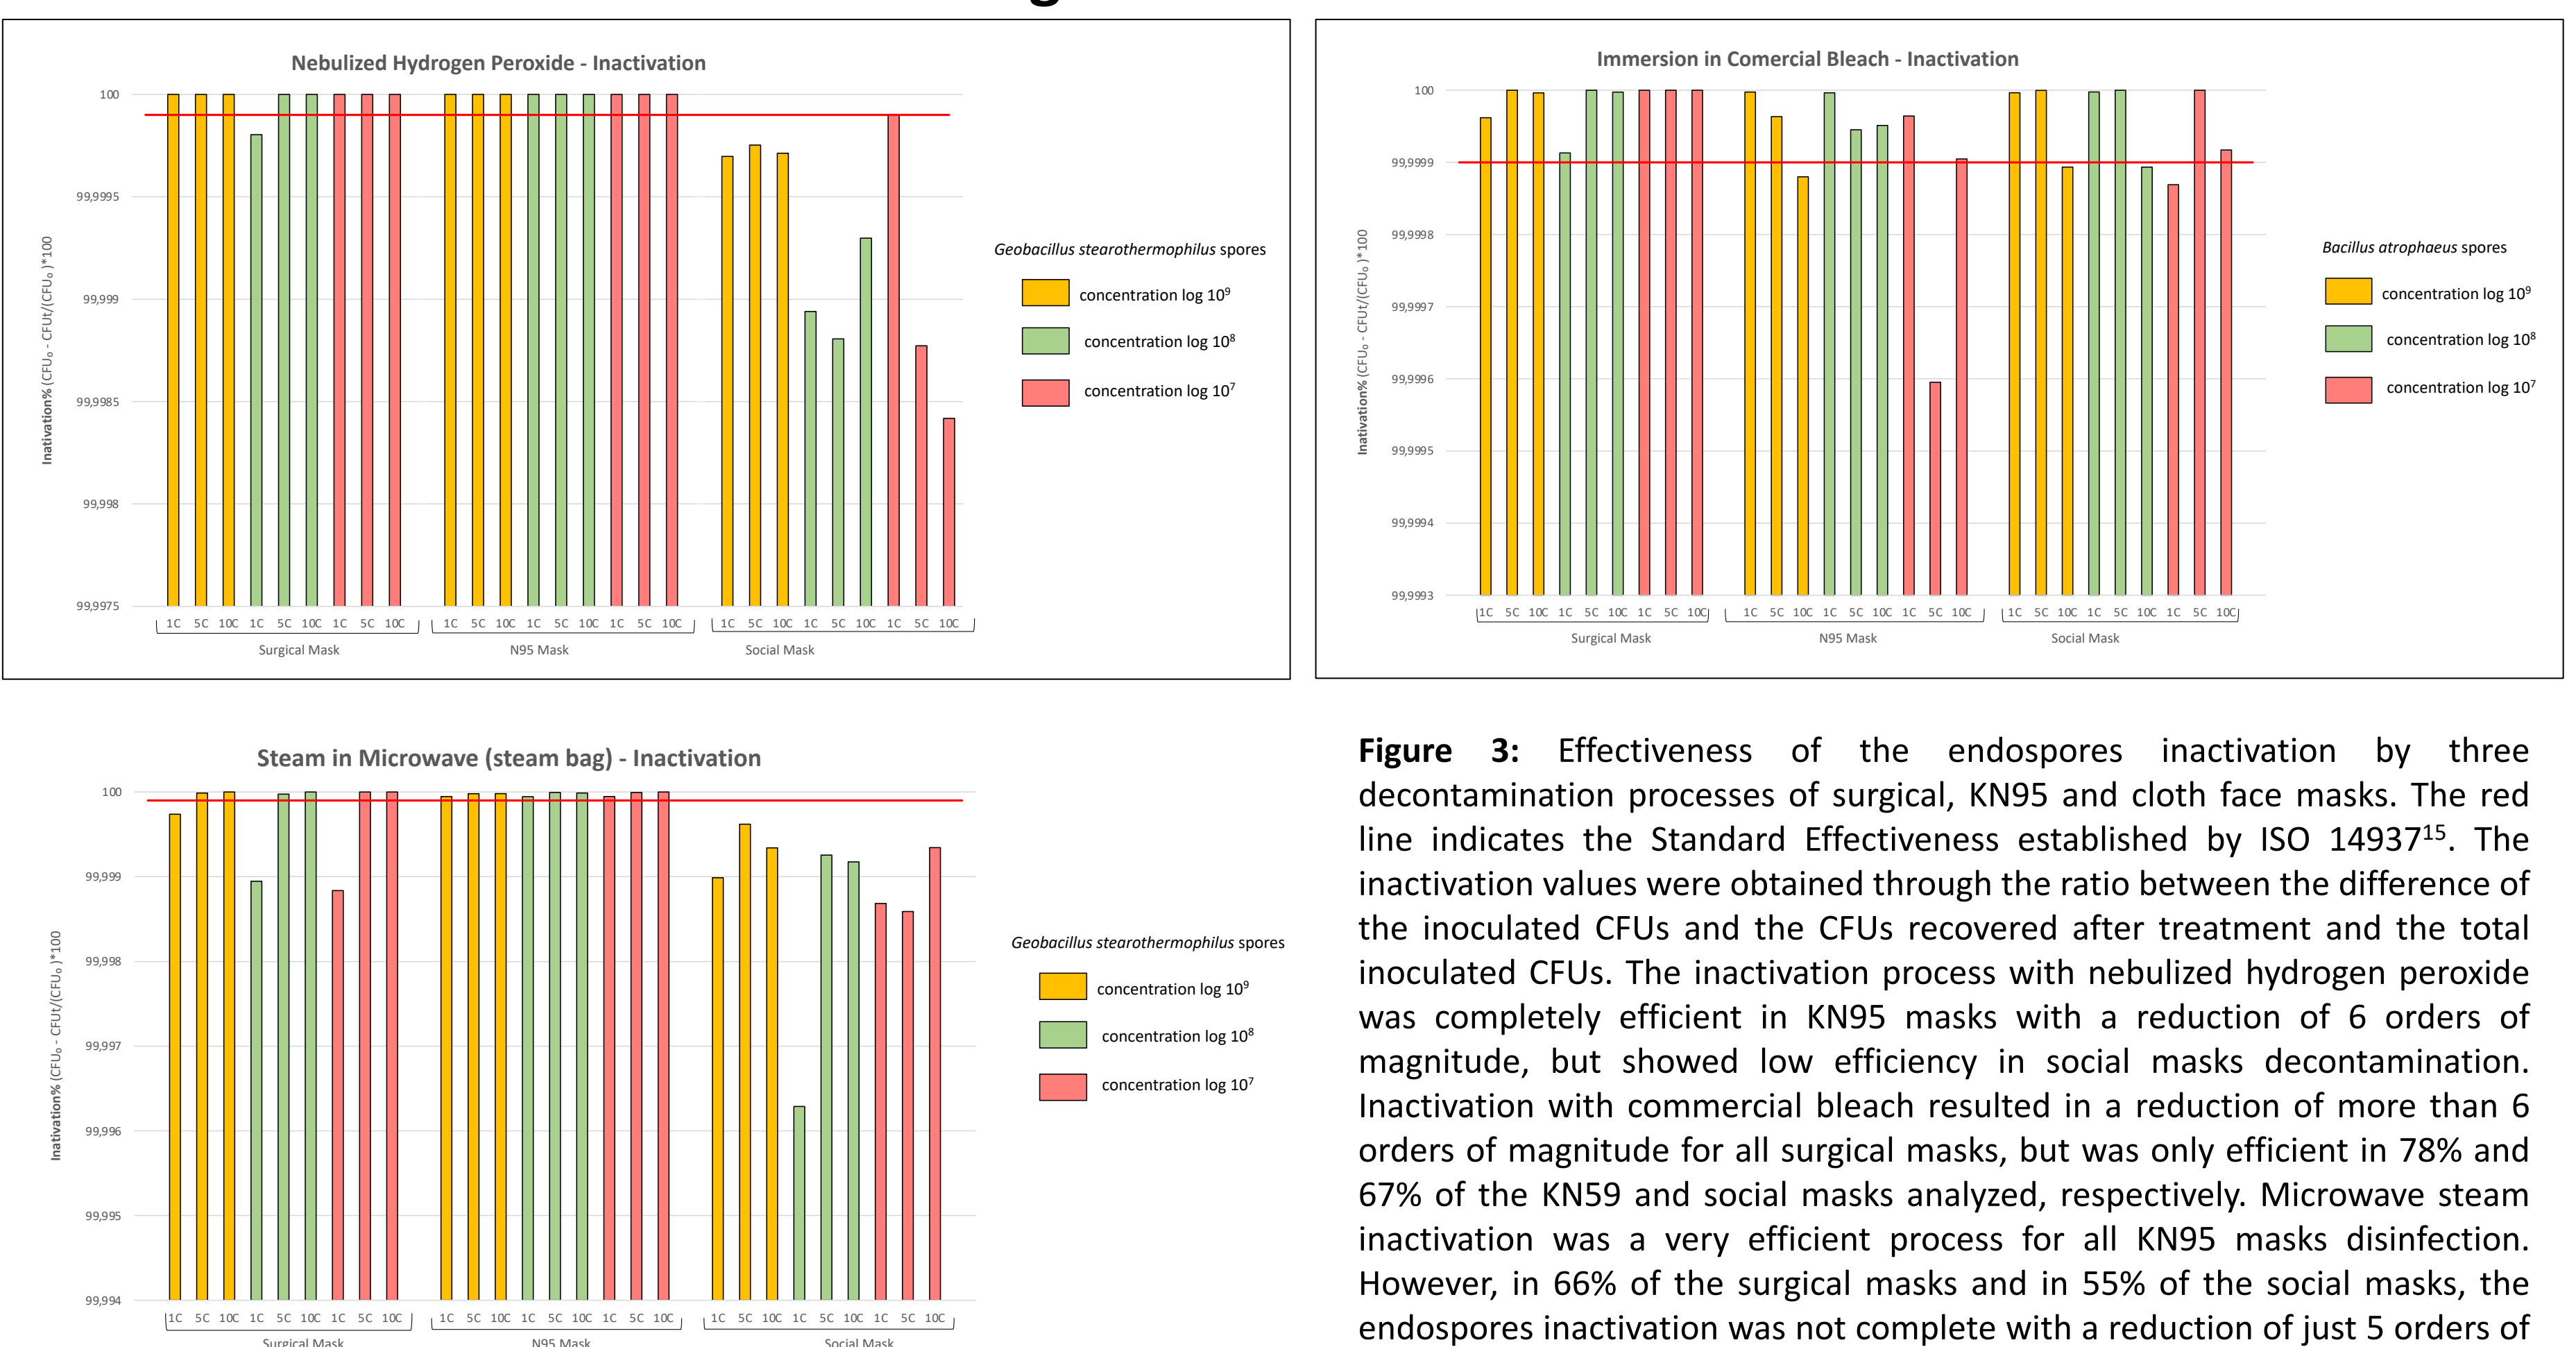 Nebulized Hydrogen Peroxide - Inactivation
100
99,9995
99,999
99,9985
99,998
99,9975
Inativation% (CFU₀ - CFUt/(CFU₀ )*100
1C 5C 10C 1C 5C 10C 1C 5C 10C 1C 5C 10C 1C 5C 10C 1C 5C 10C 1C 5C 10C 1C 5C 10C 1C 5C 10C
Surgical Mask N95 Mask Social Mask
Geobacillus stearothermophilus spores
concentration log 10⁹
concentration log 10⁸
concentration log 10⁷
Immersion in Comercial Bleach - Inactivation
100
99,9999
99,9998
99,9997
99,9996
99,9995
99,9994
99,9993
Inativation% (CFU₀ - CFUt/(CFU₀ )*100
1C 5C 10C 1C 5C 10C 1C 5C 10C 1C 5C 10C 1C 5C 10C 1C 5C 10C 1C 5C 10C 1C 5C 10C 1C 5C 10C
Surgical Mask N95 Mask Social Mask
Bacillus atrophaeus spores
concentration log 10⁹
concentration log 10⁸
concentration log 10⁷
Steam in Microwave (steam bag) - Inactivation
100
99,999
99,998
99,997
99,996
99,995
99,994
Inativation% (CFU₀ - CFUt/(CFU₀ )*100
1C 5C 10C 1C 5C 10C 1C 5C 10C 1C 5C 10C 1C 5C 10C 1C 5C 10C 1C 5C 10C 1C 5C 10C 1C 5C 10C
Surgical Mask N95 Mask Social Mask
Geobacillus stearothermophilus spores
concentration log 10⁹
concentration log 10⁸
concentration log 10⁷
Figure 3: Effectiveness of the endospores inactivation by three
decontamination processes of surgical, KN95 and cloth face masks. The red
line indicates the Standard Effectiveness established by ISO 14937¹⁵. The
inactivation values were obtained through the ratio between the difference of
the inoculated CFUs and the CFUs recovered after treatment and the total
inoculated CFUs. The inactivation process with nebulized hydrogen peroxide
was completely efficient in KN95 masks with a reduction of 6 orders of
magnitude, but showed low efficiency in social masks decontamination.
Inactivation with commercial bleach resulted in a reduction of more than 6
orders of magnitude for all surgical masks, but was only efficient in 78% and
67% of the KN59 and social masks analyzed, respectively. Microwave steam
inactivation was a very efficient process for all KN95 masks disinfection.
However, in 66% of the surgical masks and in 55% of the social masks, the
endospores inactivation was not complete with a reduction of just 5 orders of